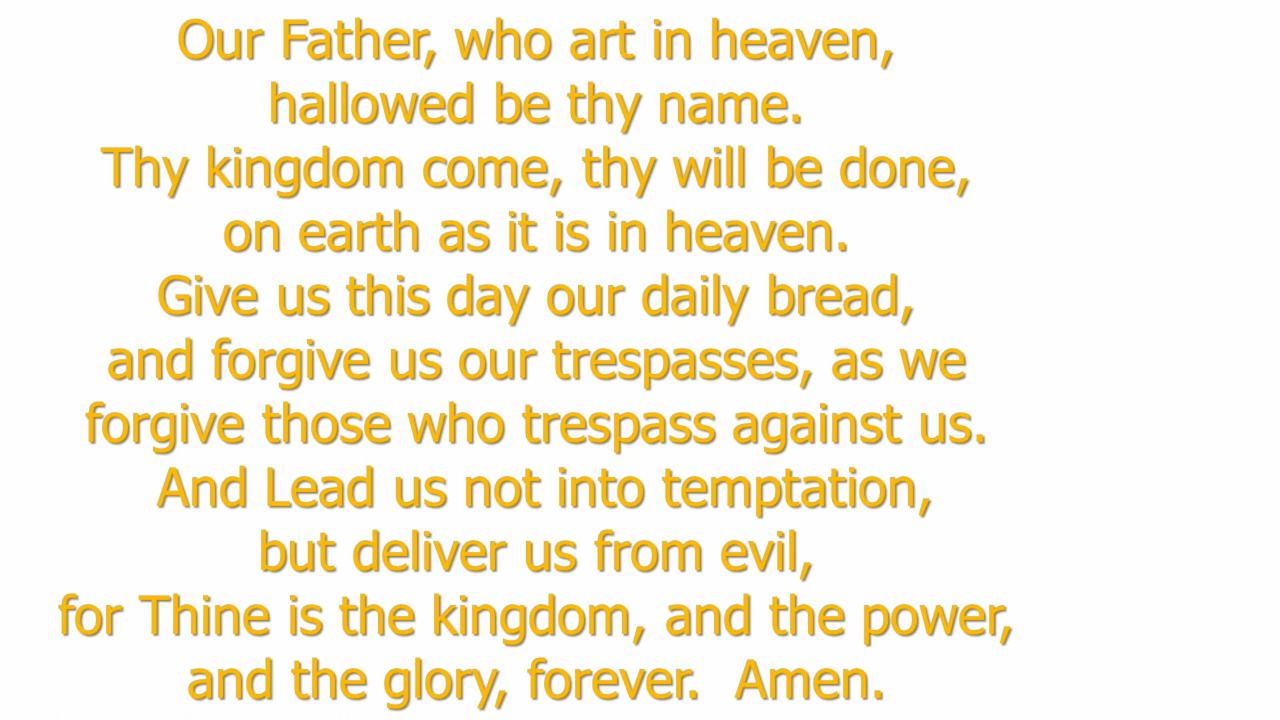 Our Father, who art in heaven,
hallowed be thy name.
Thy kingdom come, thy will be done,
on earth as it is in heaven.
Give us this day our daily bread,
and forgive us our trespasses, as we
forgive those who trespass against us.
And Lead us not into temptation,
but deliver us from evil,
for Thine is the kingdom, and the power,
and the glory, forever.  Amen.